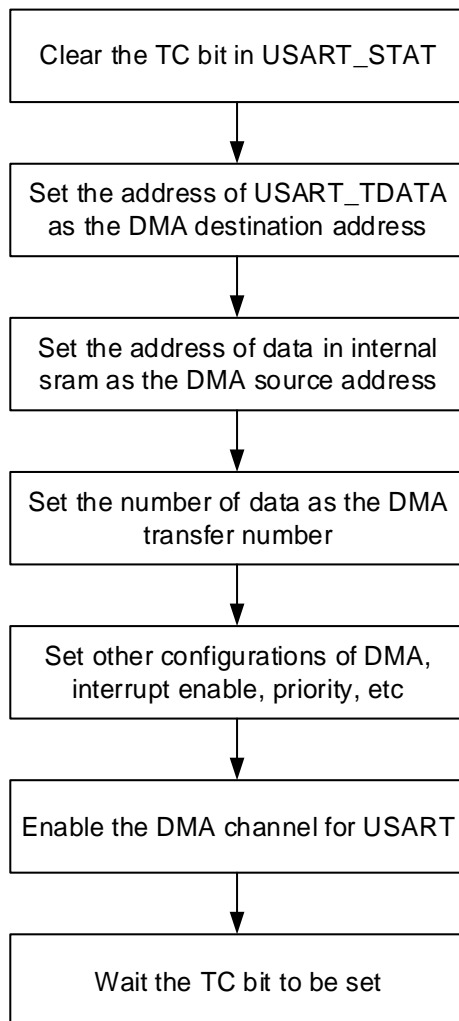 Clear the TC bit in USART_STAT
Set the address of USART_TDATA
as the DMA destination address
Set the address of data in internal
sram as the DMA source address
Set the number of data as the DMA
transfer number
Set other configurations of DMA,
interrupt enable, priority, etc
Enable the DMA channel for USART
Wait the TC bit to be set